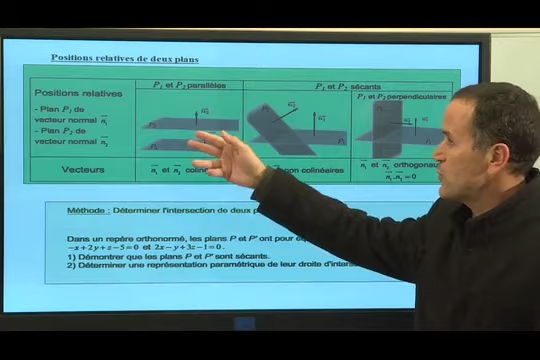 Positions relatives de deux plans
Positions relatives
- Plan P₁ de
vecteur normal n₁
- Plan P₂ de
vecteur normal n₂
P₁ et P₂ parallèles
P₁ et P₂ sécants
P₁ et P₂ perpendiculaires
Vecteurs
n₁ et n₂
non colinéaires
n₁ et n₂ orthogonaux
n₁.n₂ = 0
Méthode : Déterminer l'intersection de deux
Dans un repère orthonormé, les plans P et P' ont pour
−x + 2y + z − 5 = 0 et 2x − y + 3z − 1 = 0.
1) Démontrer que les plans P et P' sont sécants.
2) Déterminer une représentation paramétrique de leur droite